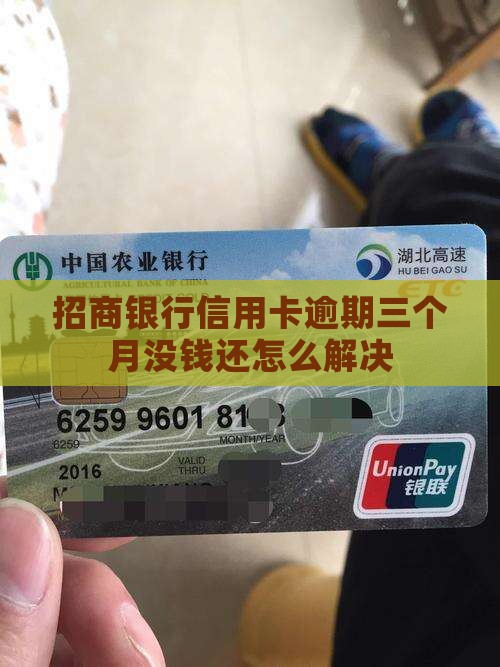 中国农业银行
AGRICULTURAL BANK OF CHINA
湖北高速
HU BEI GAO SU
ETC
招商银行信用卡逾期三个
月没钱还怎么解决
6259 9601 81
6259
MONTH/YEAR
2016
VALID
THRU
UnionPay
银联